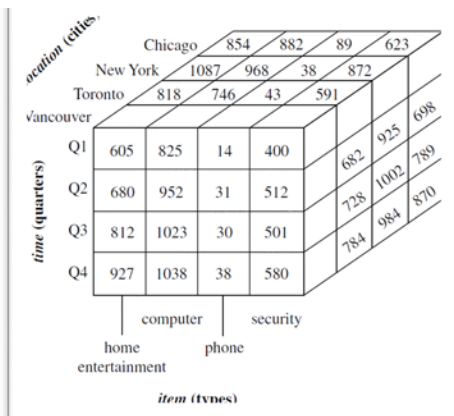 location (cities)
Chicago 854 882 89 623
New York 1087 968 38 872
Toronto 818 746 43 591
Vancouver
Q1 605 825 14 400
Q2 680 952 31 512
Q3 812 1023 30 501
Q4 927 1038 38 580
682 925 698
728 1002 789
784 984 870
time (quarters)
computer security
home phone
entertainment
item (types)